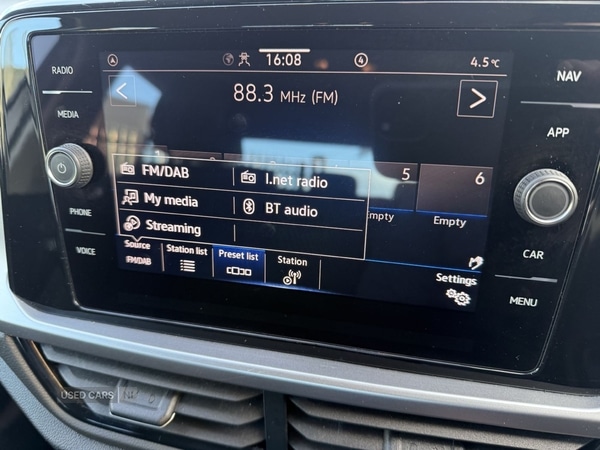 RADIO
MEDIA
PHONE
VOICE
16:08
4
4.5°C
88.3 MHz (FM)
FM/DAB
I.net radio
My media
BT audio
Streaming
5
6
Empty
Empty
Source
FM/DAB
Station list
Preset list
Station
Settings
NAV
APP
CAR
MENU
USED CARS